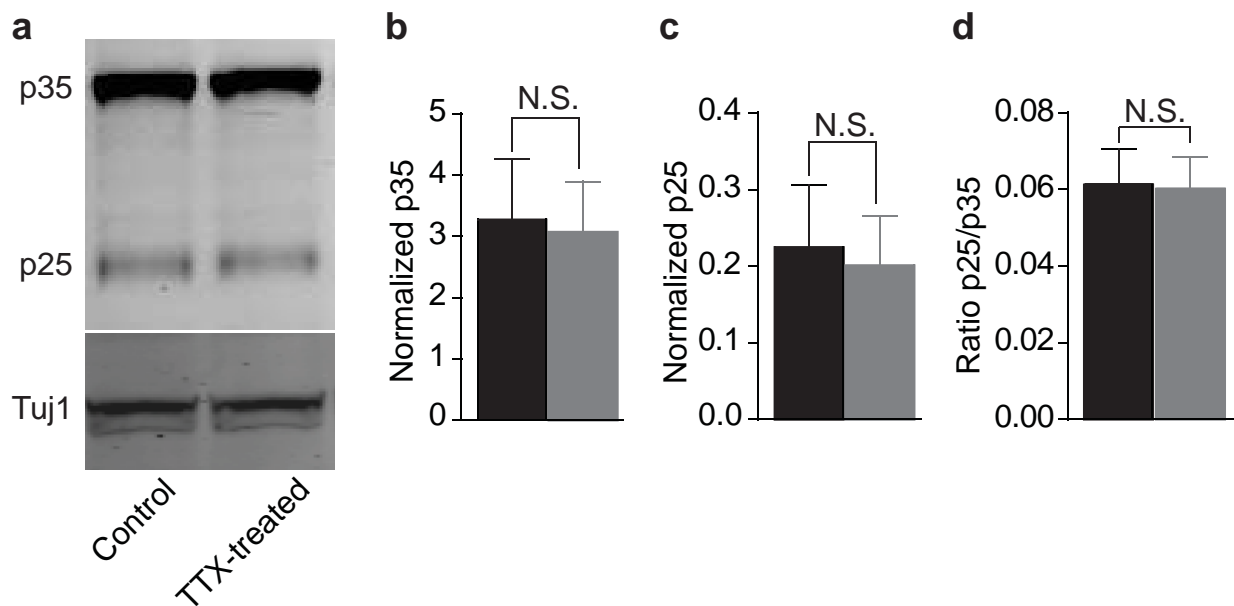 a
p35
p25
Tuj1
Control
TTX-treated
b
Normalized p35
5
4
3
2
1
0
N.S.
c
Normalized p25
0.4
0.3
0.2
0.1
0.0
N.S.
d
Ratio p25/p35
0.08
0.06
0.04
0.02
0.00
N.S.